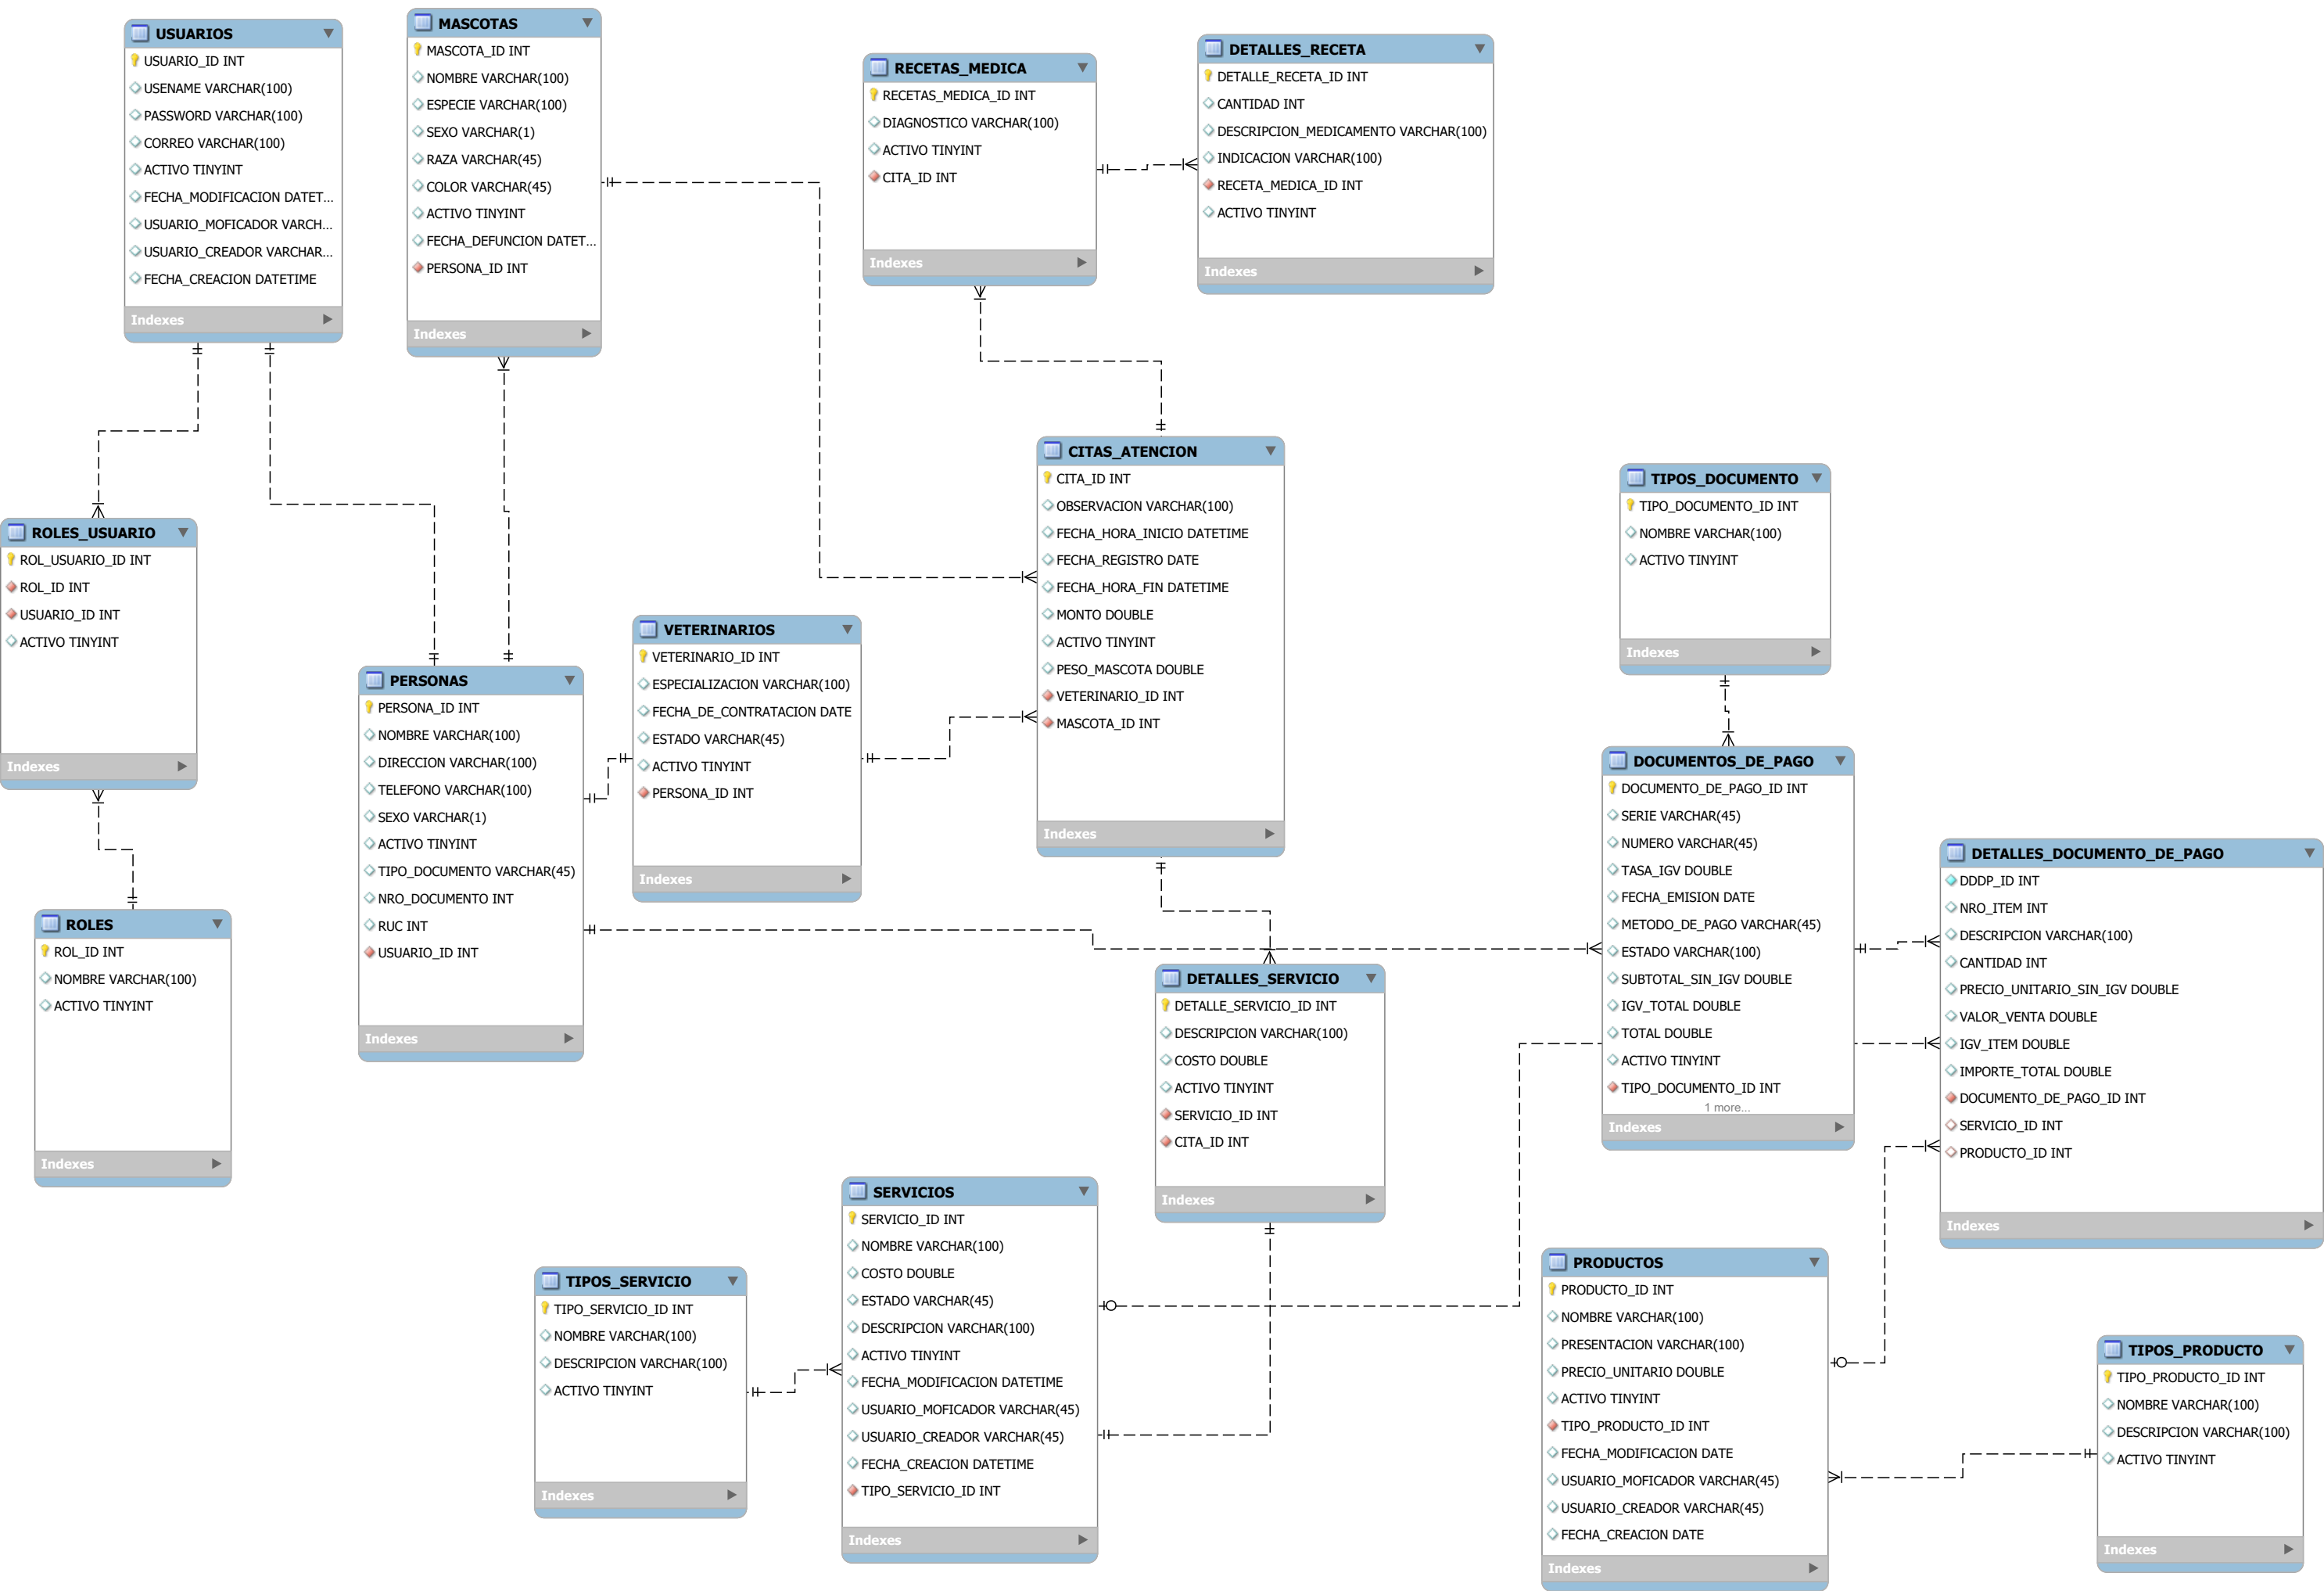 USUARIOS
USUARIO_ID INT
USENAME VARCHAR(100)
PASSWORD VARCHAR(100)
CORREO VARCHAR(100)
ACTIVO TINYINT
FECHA_MODIFICACION DATET...
USUARIO_MOFICADOR VARCH...
USUARIO_CREADOR VARCHAR...
FECHA_CREACION DATETIME
Indexes
MASCOTAS
MASCOTA_ID INT
NOMBRE VARCHAR(100)
ESPECIE VARCHAR(100)
SEXO VARCHAR(1)
RAZA VARCHAR(45)
COLOR VARCHAR(45)
ACTIVO TINYINT
FECHA_DEFUNCION DATET...
PERSONA_ID INT
Indexes
RECETAS_MEDICA
RECETAS_MEDICA_ID INT
DIAGNOSTICO VARCHAR(100)
ACTIVO TINYINT
CITA_ID INT
Indexes
DETALLES_RECETA
DETALLE_RECETA_ID INT
CANTIDAD INT
DESCRIPCION_MEDICAMENTO VARCHAR(100)
INDICACION VARCHAR(100)
RECETA_MEDICA_ID INT
ACTIVO TINYINT
Indexes
CITAS_ATENCION
CITA_ID INT
OBSERVACION VARCHAR(100)
FECHA_HORA_INICIO DATETIME
FECHA_REGISTRO DATE
FECHA_HORA_FIN DATETIME
MONTO DOUBLE
ACTIVO TINYINT
PESO_MASCOTA DOUBLE
VETERINARIO_ID INT
MASCOTA_ID INT
Indexes
TIPOS_DOCUMENTO
TIPO_DOCUMENTO_ID INT
NOMBRE VARCHAR(100)
ACTIVO TINYINT
Indexes
ROLES_USUARIO
ROL_USUARIO_ID INT
ROL_ID INT
USUARIO_ID INT
ACTIVO TINYINT
Indexes
VETERINARIOS
VETERINARIO_ID INT
ESPECIALIZACION VARCHAR(100)
FECHA_DE_CONTRATACION DATE
ESTADO VARCHAR(45)
ACTIVO TINYINT
PERSONA_ID INT
Indexes
PERSONAS
PERSONA_ID INT
NOMBRE VARCHAR(100)
DIRECCION VARCHAR(100)
TELEFONO VARCHAR(100)
SEXO VARCHAR(1)
ACTIVO TINYINT
TIPO_DOCUMENTO VARCHAR(45)
NRO_DOCUMENTO INT
RUC INT
USUARIO_ID INT
Indexes
DOCUMENTOS_DE_PAGO
DOCUMENTO_DE_PAGO_ID INT
SERIE VARCHAR(45)
NUMERO VARCHAR(45)
TASA_IGV DOUBLE
FECHA_EMISION DATE
METODO_DE_PAGO VARCHAR(45)
ESTADO VARCHAR(100)
SUBTOTAL_SIN_IGV DOUBLE
IGV_TOTAL DOUBLE
TOTAL DOUBLE
ACTIVO TINYINT
TIPO_DOCUMENTO_ID INT
1 more...
Indexes
DETALLES_DOCUMENTO_DE_PAGO
DDDP_ID INT
NRO_ITEM INT
DESCRIPCION VARCHAR(100)
CANTIDAD INT
PRECIO_UNITARIO_SIN_IGV DOUBLE
VALOR_VENTA DOUBLE
IGV_ITEM DOUBLE
IMPORTE_TOTAL DOUBLE
DOCUMENTO_DE_PAGO_ID INT
SERVICIO_ID INT
PRODUCTO_ID INT
Indexes
ROLES
ROL_ID INT
NOMBRE VARCHAR(100)
ACTIVO TINYINT
Indexes
DETALLES_SERVICIO
DETALLE_SERVICIO_ID INT
DESCRIPCION VARCHAR(100)
COSTO DOUBLE
ACTIVO TINYINT
SERVICIO_ID INT
CITA_ID INT
Indexes
SERVICIOS
SERVICIO_ID INT
NOMBRE VARCHAR(100)
COSTO DOUBLE
ESTADO VARCHAR(45)
DESCRIPCION VARCHAR(100)
ACTIVO TINYINT
FECHA_MODIFICACION DATETIME
USUARIO_MOFICADOR VARCHAR(45)
USUARIO_CREADOR VARCHAR(45)
FECHA_CREACION DATETIME
TIPO_SERVICIO_ID INT
Indexes
TIPOS_SERVICIO
TIPO_SERVICIO_ID INT
NOMBRE VARCHAR(100)
DESCRIPCION VARCHAR(100)
ACTIVO TINYINT
Indexes
PRODUCTOS
PRODUCTO_ID INT
NOMBRE VARCHAR(100)
PRESENTACION VARCHAR(100)
PRECIO_UNITARIO DOUBLE
ACTIVO TINYINT
TIPO_PRODUCTO_ID INT
FECHA_MODIFICACION DATE
USUARIO_MOFICADOR VARCHAR(45)
USUARIO_CREADOR VARCHAR(45)
FECHA_CREACION DATE
Indexes
TIPOS_PRODUCTO
TIPO_PRODUCTO_ID INT
NOMBRE VARCHAR(100)
DESCRIPCION VARCHAR(100)
ACTIVO TINYINT
Indexes